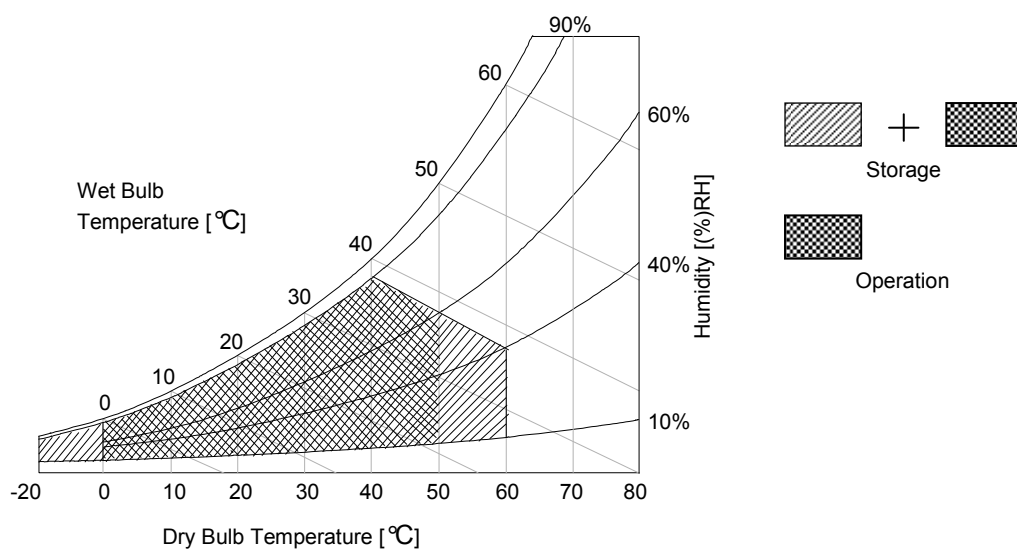 90%
60
60%
50
Wet Bulb
Temperature [℃]
40
40%
30
20
10
0
10%
Humidity [(%)RH]
-20 0 10 20 30 40 50 60 70 80
Dry Bulb Temperature [℃]
+
Storage
Operation